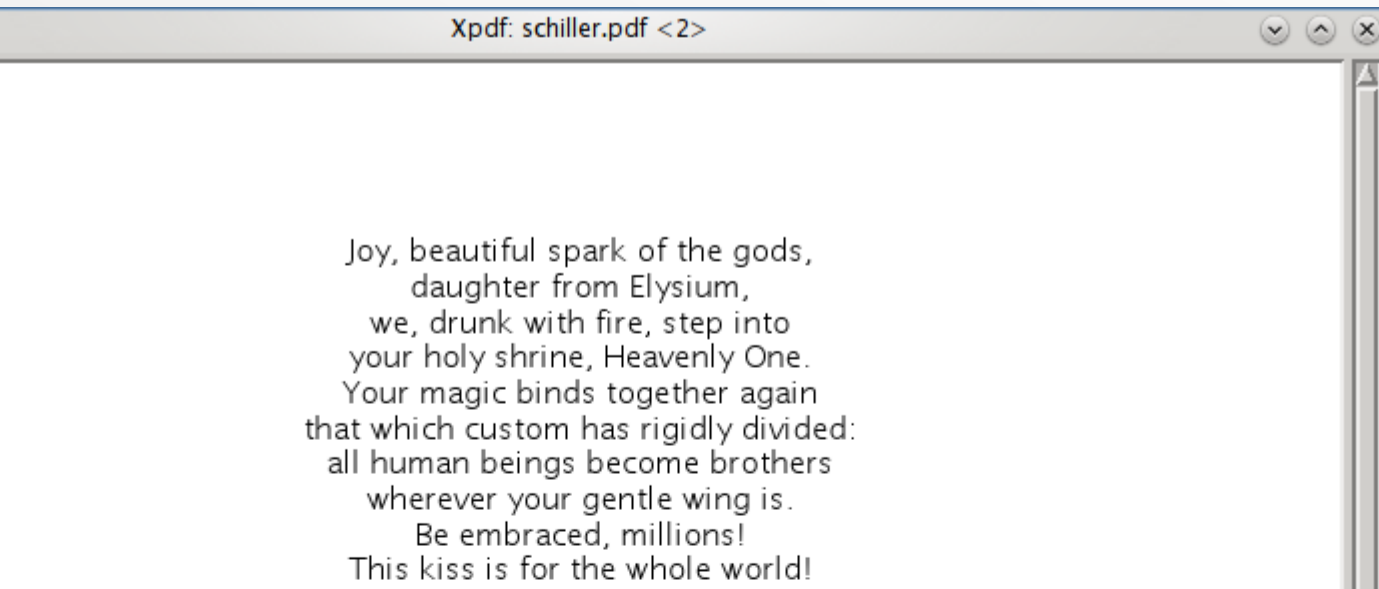 Xpdf: schiller.pdf <2>
Joy, beautiful spark of the gods,
daughter from Elysium,
we, drunk with fire, step into
your holy shrine, Heavenly One.
Your magic binds together again
that which custom has rigidly divided:
all human beings become brothers
wherever your gentle wing is.
Be embraced, millions!
This kiss is for the whole world!